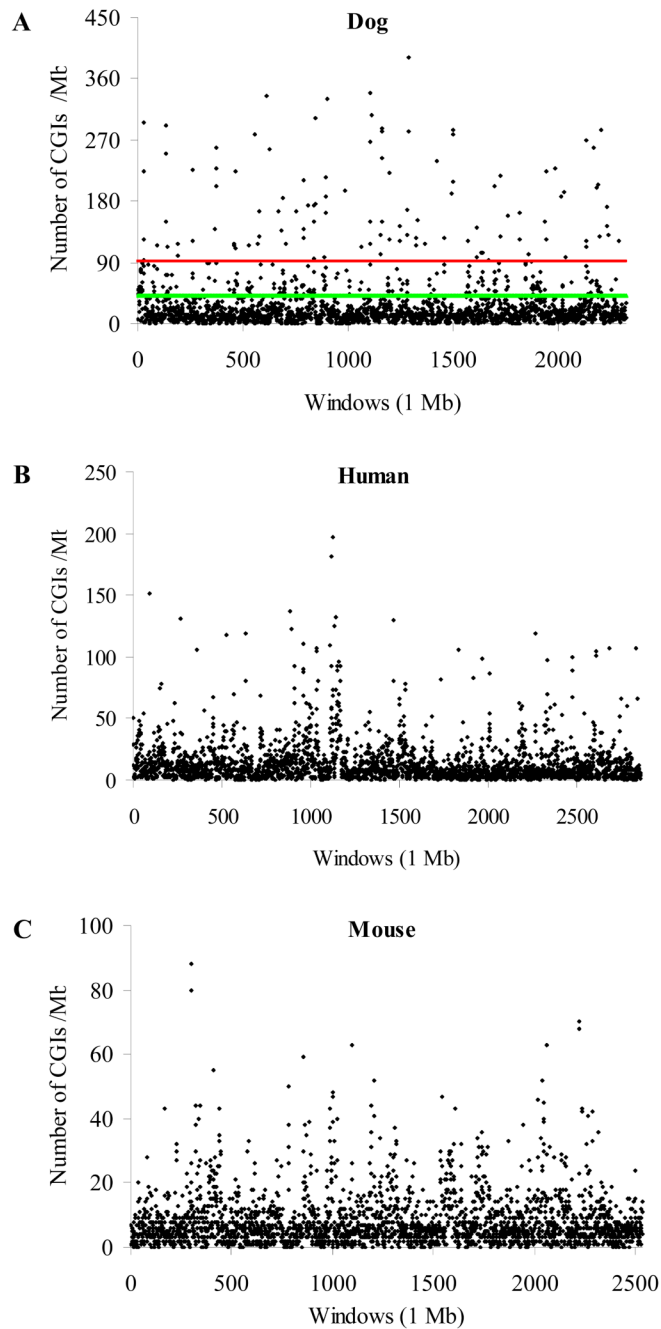 A
Dog
Number of CGIs /Mb
450
360
270
180
90
0
0 500 1000 1500 2000
Windows (1 Mb)
B
Human
Number of CGIs /Mb
250
200
150
100
50
0
0 500 1000 1500 2000 2500
Windows (1 Mb)
C
Mouse
Number of CGIs /Mb
100
80
60
40
20
0
0 500 1000 1500 2000 2500
Windows (1 Mb)